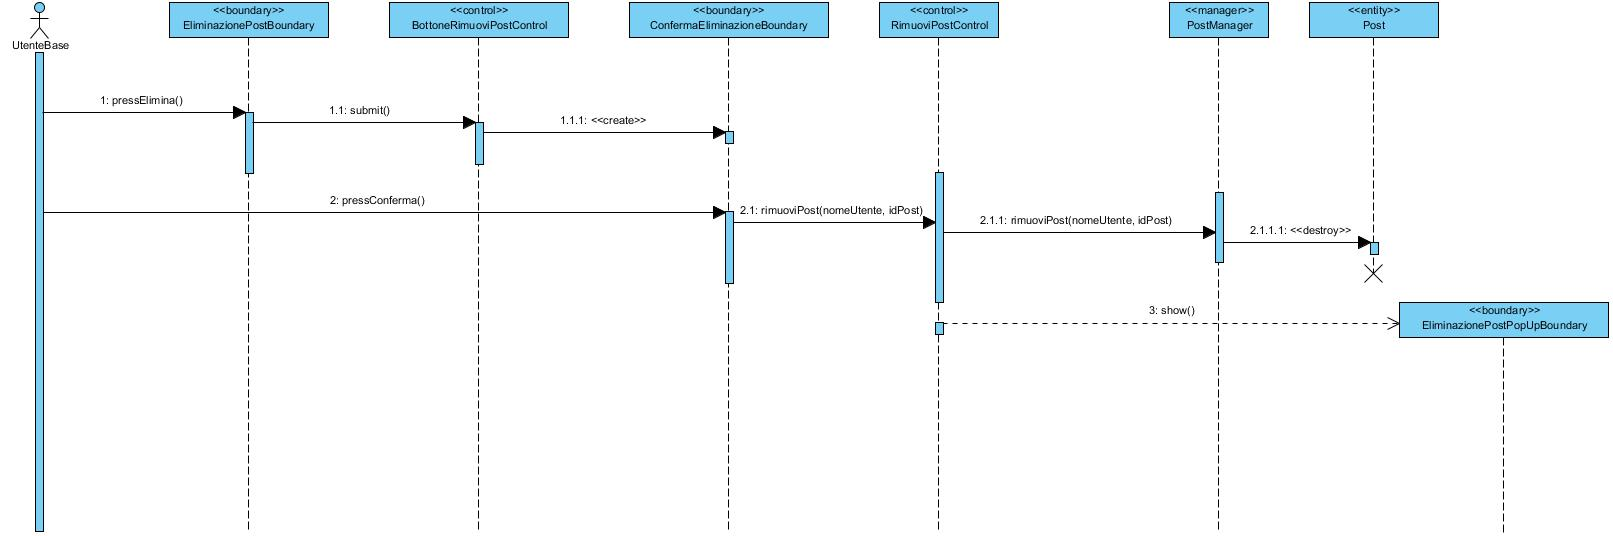 <<boundary>>
EliminazionePostBoundary
<<control>>
BottoneRimuoviPostControl
<<boundary>>
ConfermaEliminazioneBoundary
<<control>>
RimuoviPostControl
<<manager>>
PostManager
<<entity>>
Post
UtenteBase
1: pressElimina()
1.1: submit()
1.1.1: <<create>>
2: pressConferma()
2.1: rimuoviPost(nomeUtente, idPost)
2.1.1: rimuoviPost(nomeUtente, idPost)
2.1.1.1: <<destroy>>
3: show()
<<boundary>>
EliminazionePostPopUpBoundary